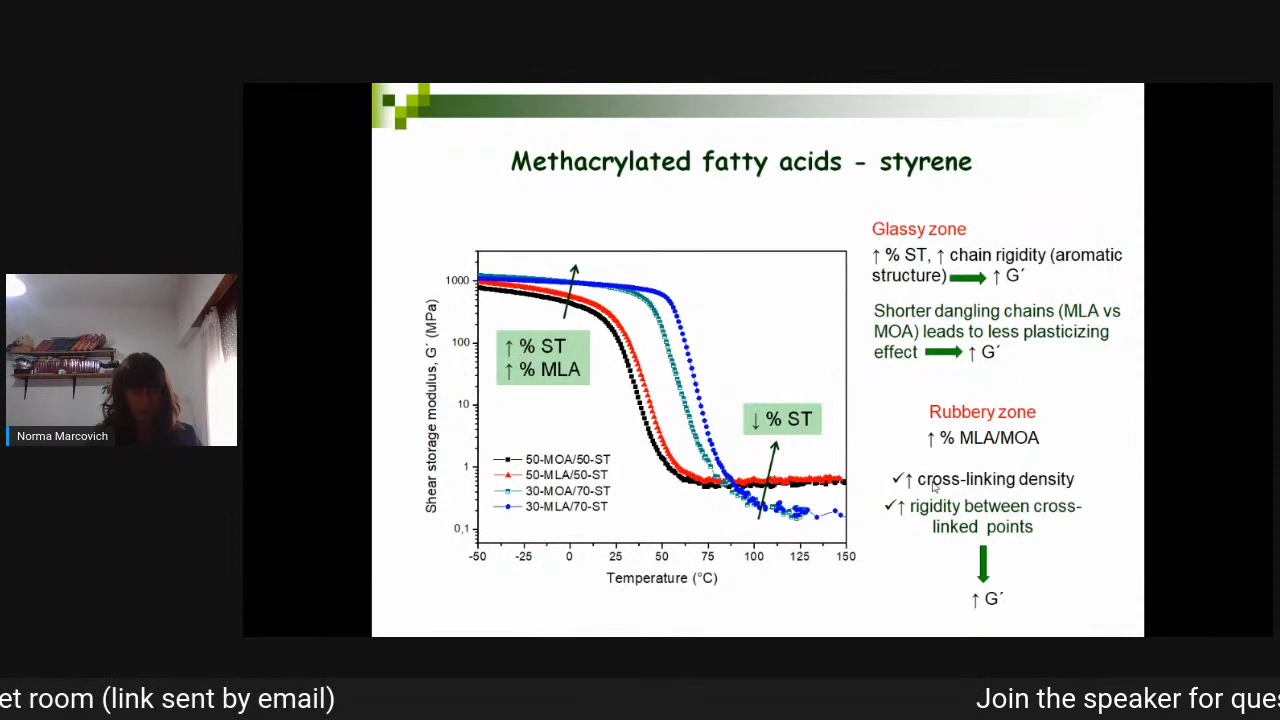 Methacrylated fatty acids - styrene
Glassy zone
↑ % ST, ↑ chain rigidity (aromatic
structure) ↑ G´
Shorter dangling chains (MLA vs
MOA) leads to less plasticizing
effect ↑ G´
Rubbery zone
↑ % MLA/MOA
✓↑ cross-linking density
✓↑ rigidity between cross-
linked points
↑ G´
Shear storage modulus, G´ (MPa)
1000
100
10
1
0,1
↑ % ST
↑ % MLA
↓ % ST
50-MOA/50-ST
50-MLA/50-ST
30-MOA/70-ST
30-MLA/70-ST
-50 -25 0 25 50 75 100 125 150
Temperature (°C)
Norma Marcovich
et room (link sent by email) Join the speaker for ques